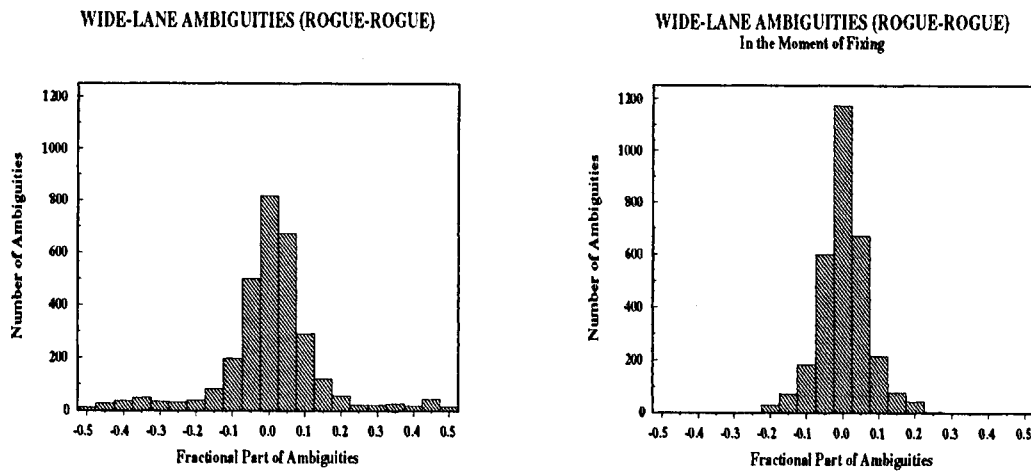 WIDE-LANE AMBIGUITIES (ROGUE-ROGUE)
1200
1000
800
600
400
200
0
Number of Ambiguities
-0.5 -0.4 -0.3 -0.2 -0.1 0.0 0.1 0.2 0.3 0.4 0.5
Fractional Part of Ambiguities
WIDE-LANE AMBIGUITIES (ROGUE-ROGUE)
In the Moment of Fixing
1200
1000
800
600
400
200
0
Number of Ambiguities
-0.5 -0.4 -0.3 -0.2 -0.1 0.0 0.1 0.2 0.3 0.4 0.5
Fractional Part of Ambiguities